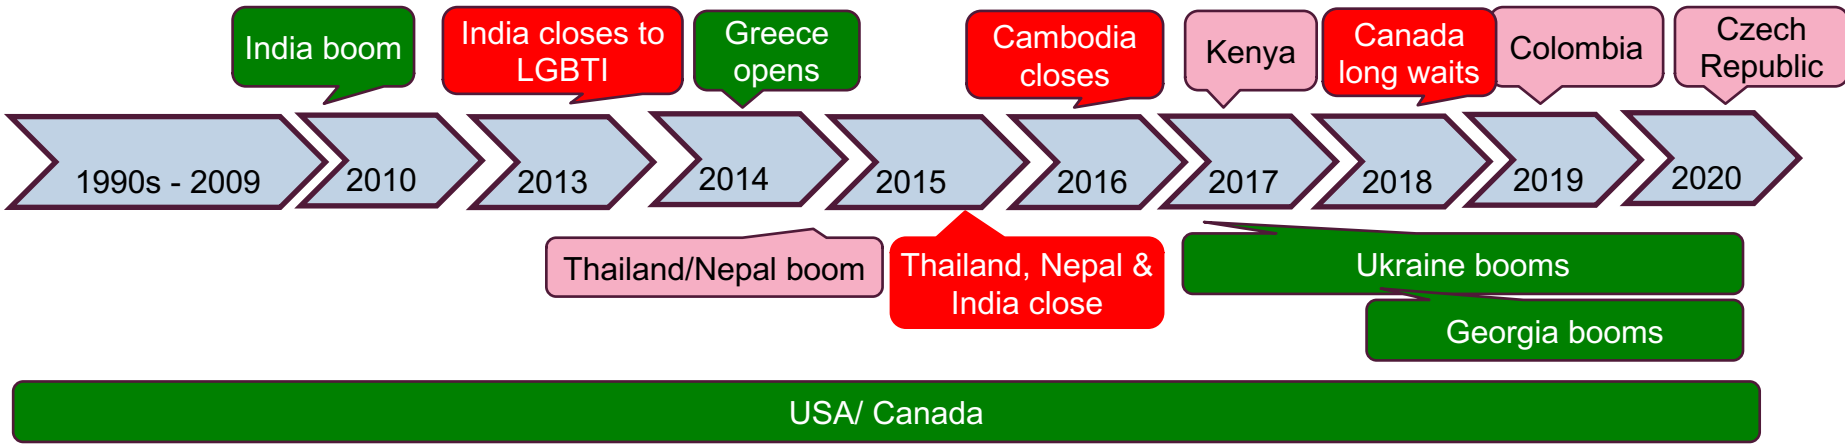 India boom
India closes to
LGBTI
Greece
opens
Cambodia
closes
Kenya
Canada
long waits
Colombia
Czech
Republic
1990s - 2009
2010
2013
2014
2015
2016
2017
2018
2019
2020
Thailand/Nepal boom
Thailand, Nepal &
India close
Ukraine booms
Georgia booms
USA/ Canada